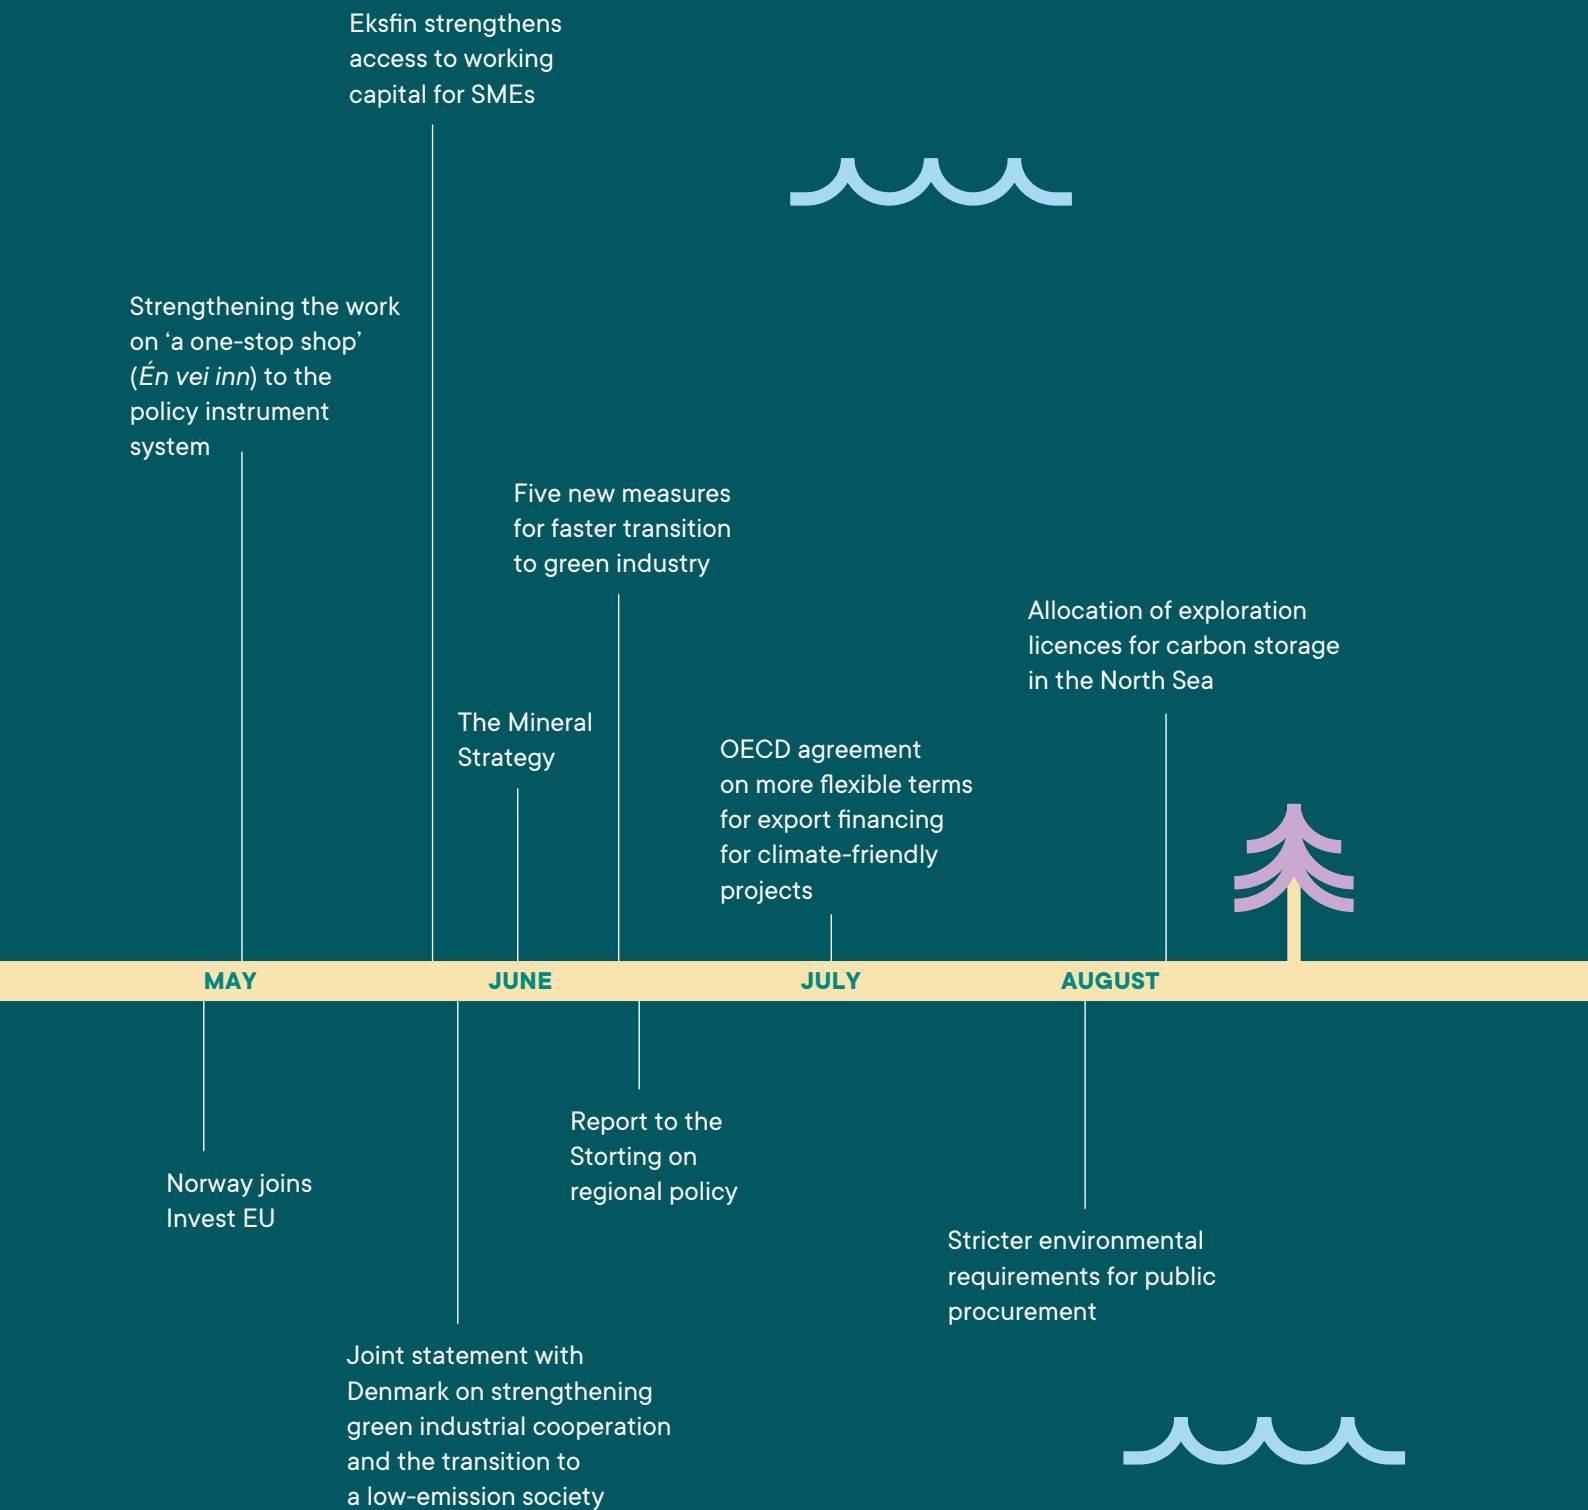 Eksfin strengthens
access to working
capital for SMEs
Strengthening the work
on ‘a one-stop shop’
(Én vei inn) to the
policy instrument
system
Five new measures
for faster transition
to green industry
Allocation of exploration
licences for carbon storage
in the North Sea
The Mineral
Strategy
OECD agreement
on more flexible terms
for export financing
for climate-friendly
projects
MAY
JUNE
JULY
AUGUST
Norway joins
Invest EU
Report to the
Storting on
regional policy
Stricter environmental
requirements for public
procurement
Joint statement with
Denmark on strengthening
green industrial cooperation
and the transition to
a low-emission society